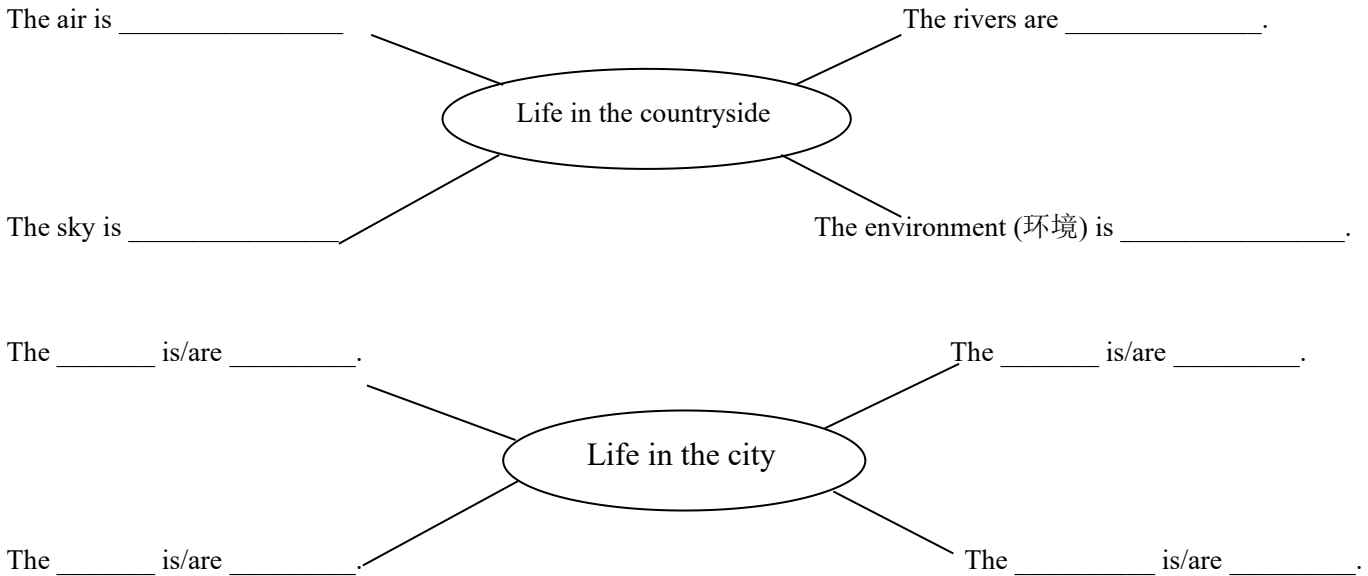 The air is ________________
The rivers are ______________.
Life in the countryside
The sky is _______________
The environment (环境) is ________________.
The _______ is/are _________.
The _______ is/are _________.
Life in the city
The _______ is/are _________.
The __________ is/are _________.